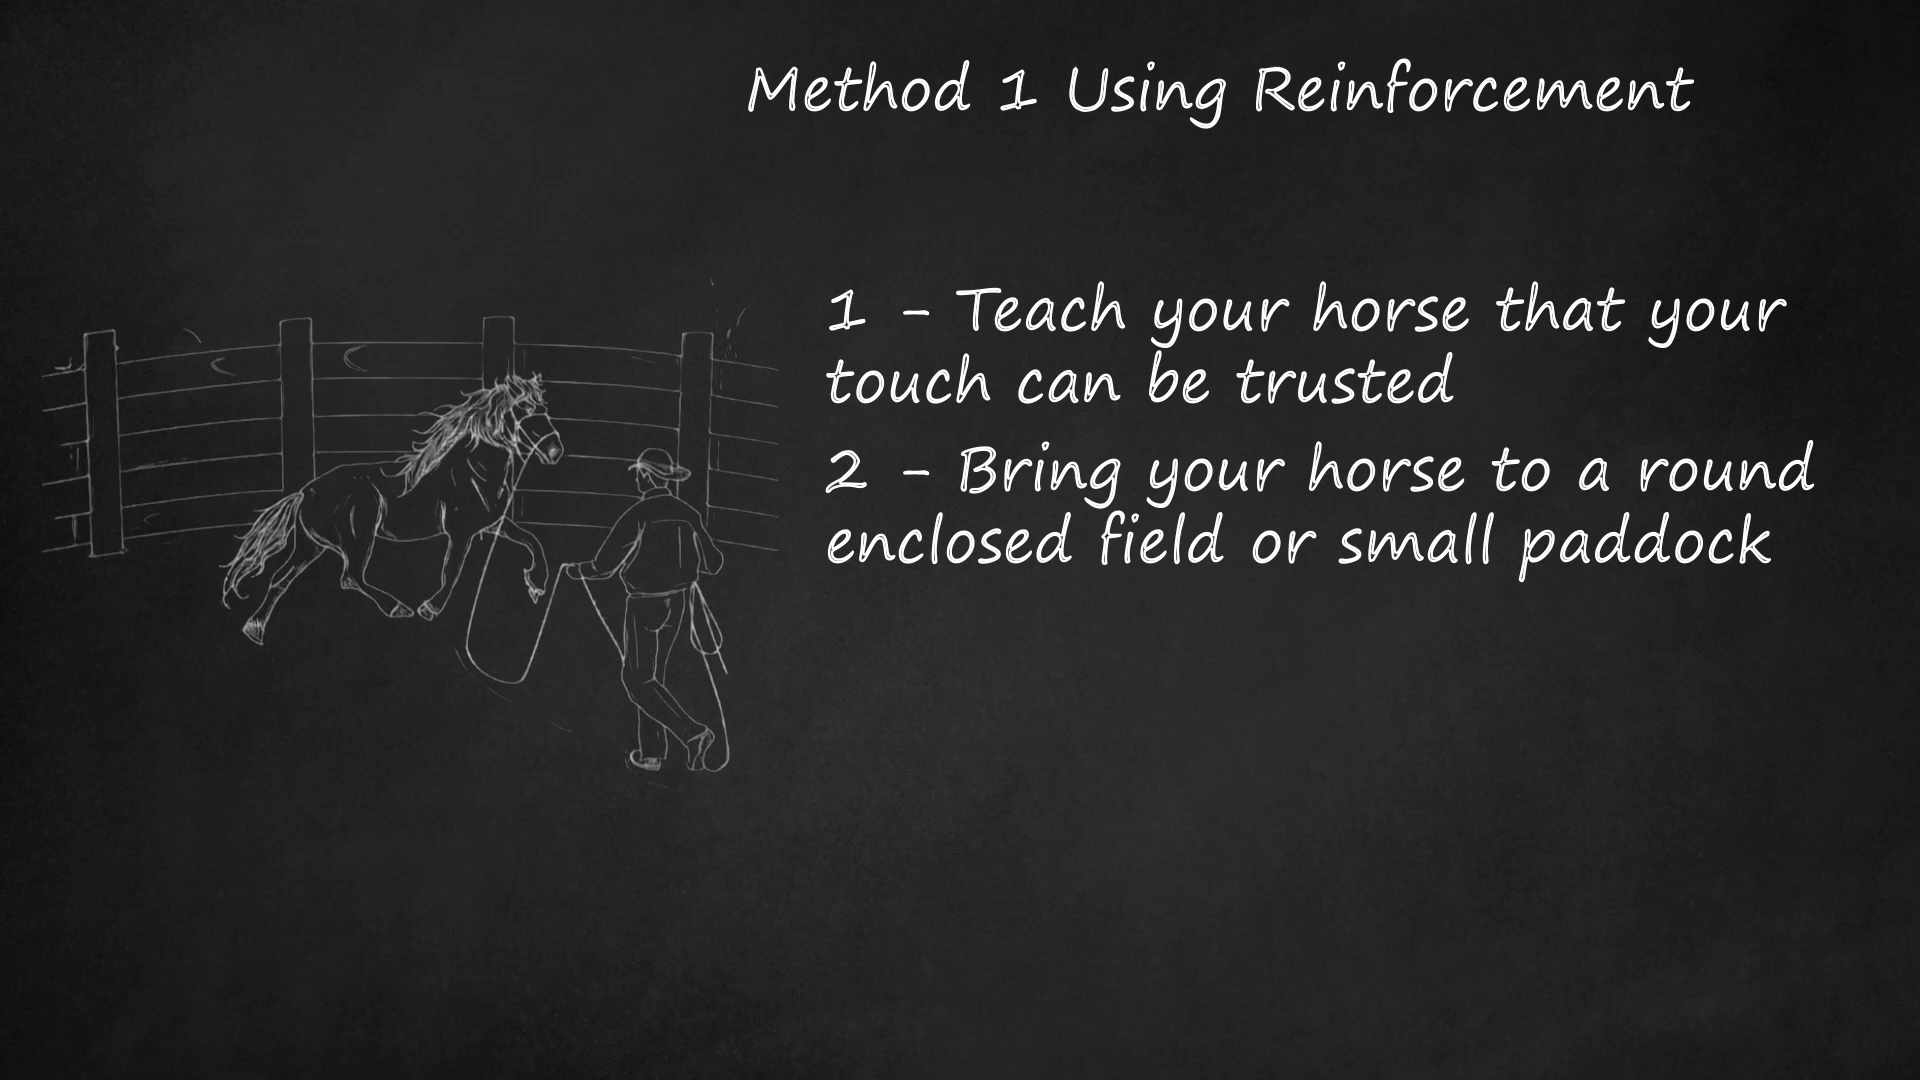 Method 1 Using Reinforcement
1 - Teach your horse that your
touch can be trusted
2 - Bring your horse to a round
enclosed field or small paddock